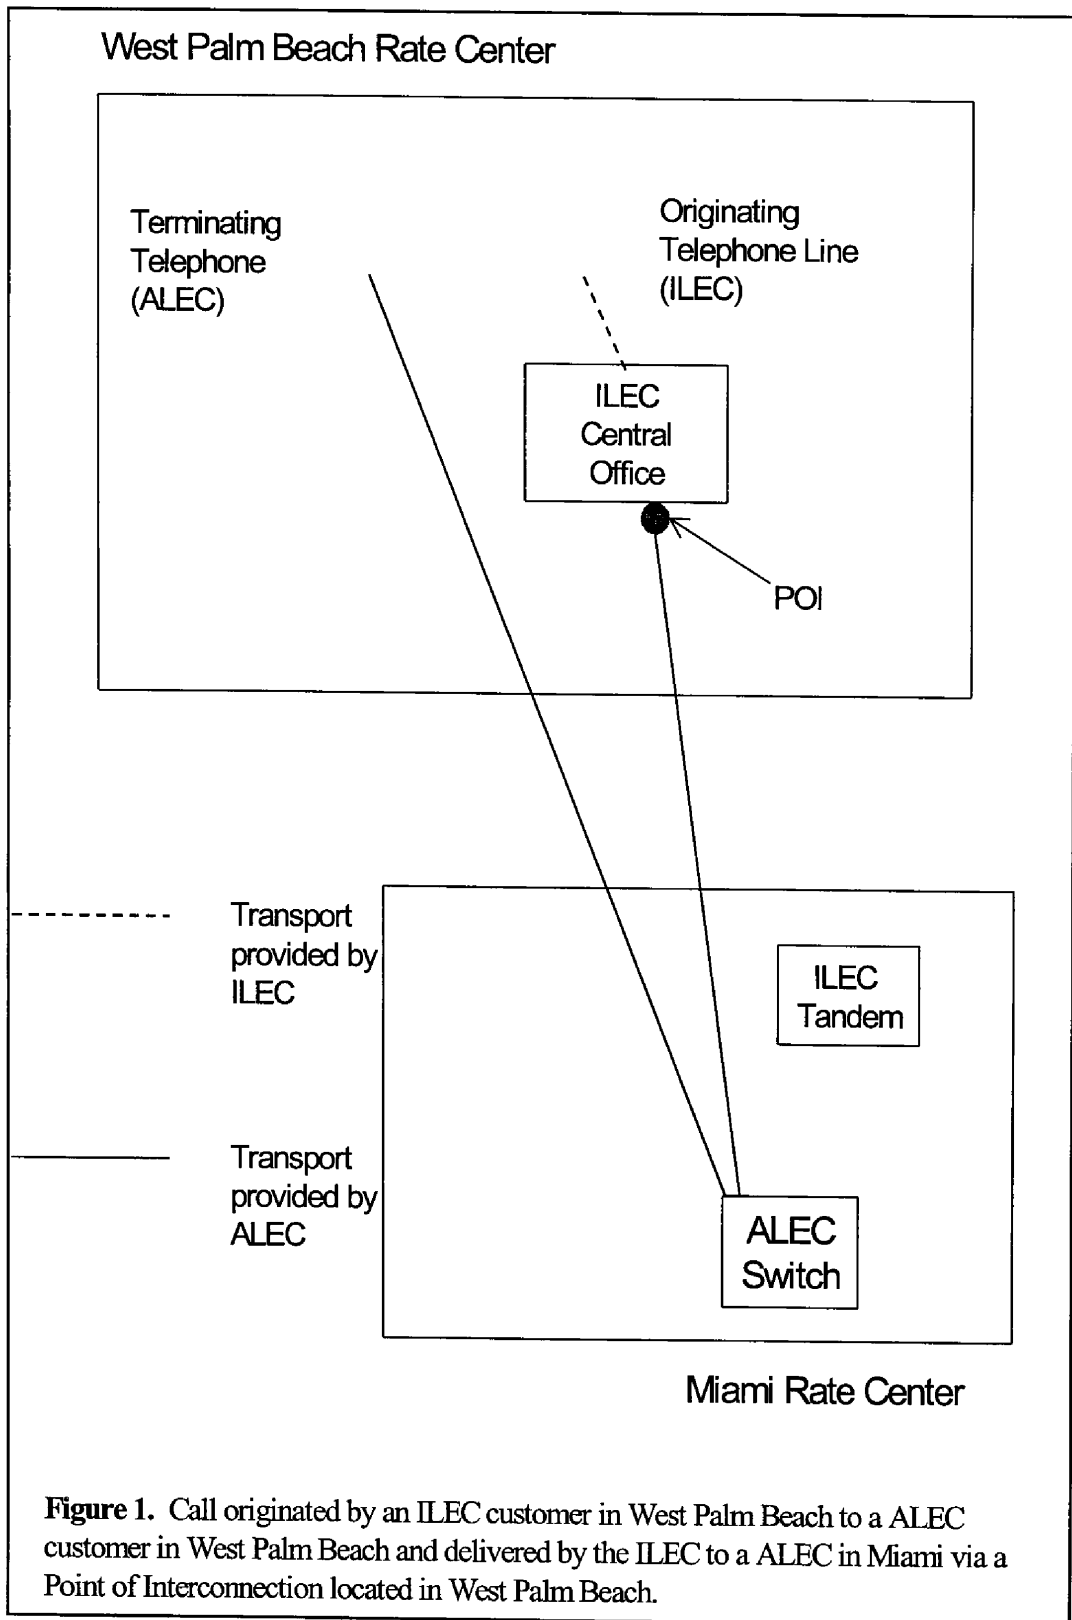 West Palm Beach Rate Center
Terminating
Telephone
(ALEC)
Originating
Telephone Line
(ILEC)
ILEC
Central
Office
POI
Transport
provided by
ILEC
ILEC
Tandem
Transport
provided by
ALEC
ALEC
Switch
Miami Rate Center
Figure 1. Call originated by an ILEC customer in West Palm Beach to a ALEC
customer in West Palm Beach and delivered by the ILEC to a ALEC in Miami via a
Point of Interconnection located in West Palm Beach.